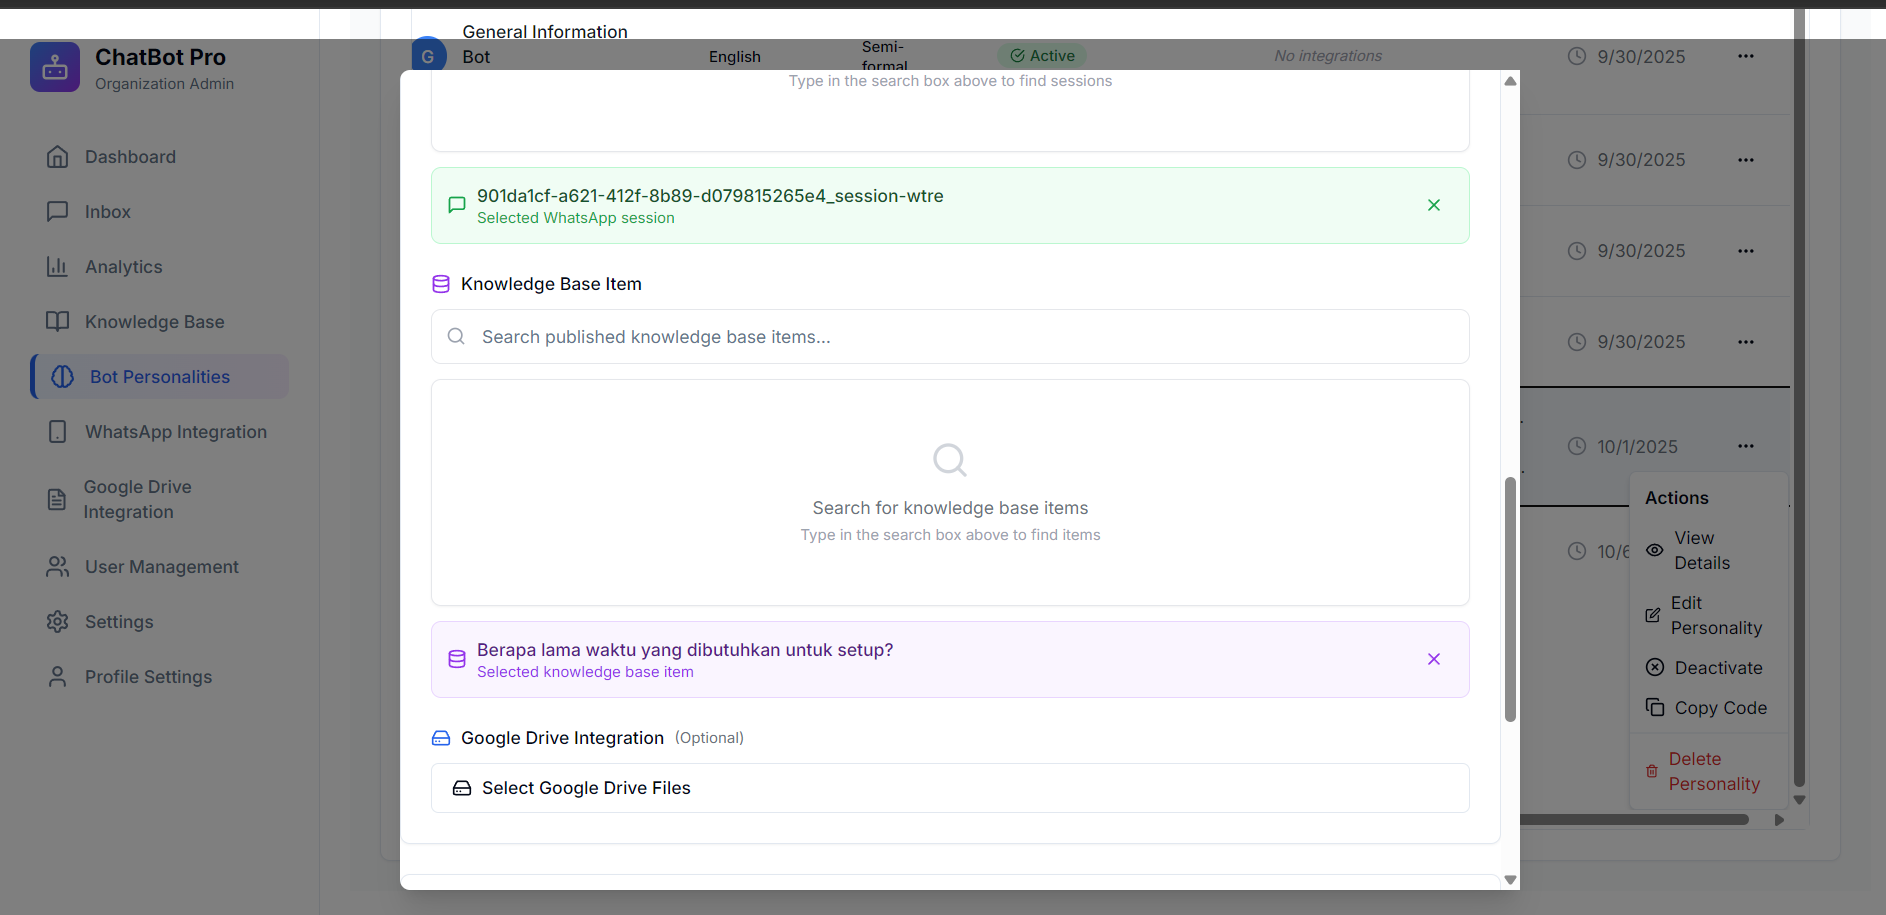 ChatBot Pro
Organization Admin
Dashboard
Inbox
Analytics
Knowledge Base
Bot Personalities
WhatsApp Integration
Google Drive
Integration
User Management
Settings
Profile Settings
G
General Information
Bot
English
Semi-
formal
Active
No integrations
9/30/2025
Type in the search box above to find sessions
901da1cf-a621-412f-8b89-d079815265e4_session-wtre
Selected WhatsApp session
Knowledge Base Item
Search published knowledge base items...
Search for knowledge base items
Type in the search box above to find items
Berapa lama waktu yang dibutuhkan untuk setup?
Selected knowledge base item
Google Drive Integration (Optional)
Select Google Drive Files
9/30/2025
9/30/2025
9/30/2025
10/1/2025
Actions
View
Details
Edit
Personality
Deactivate
Copy Code
Delete
Personality